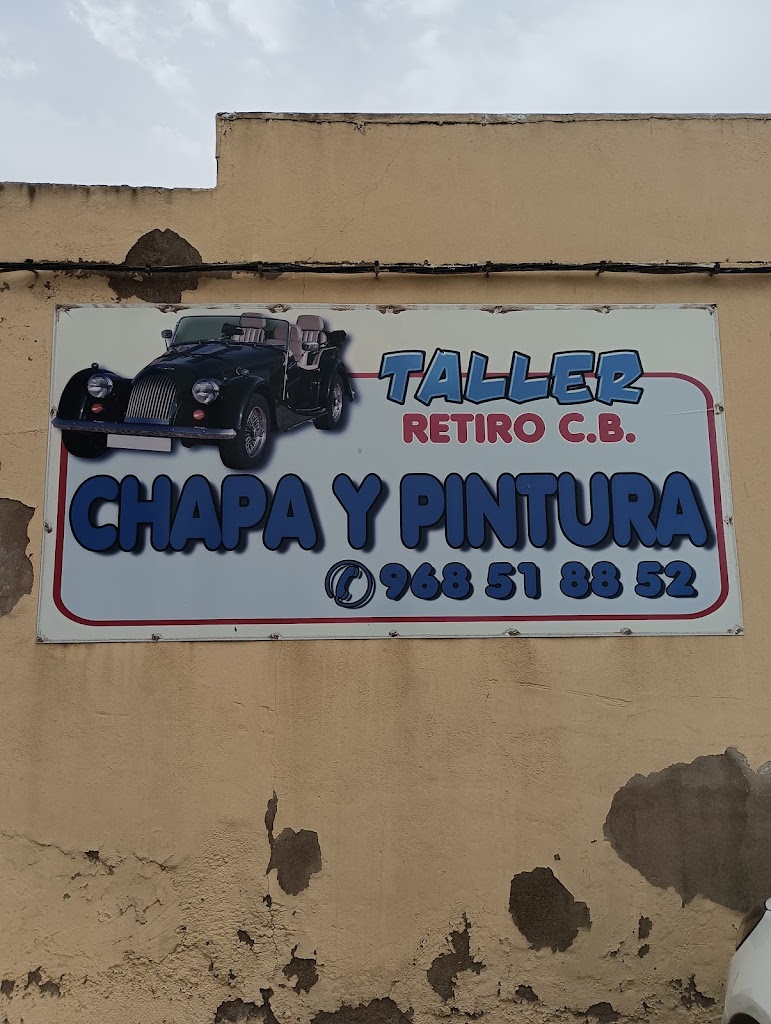 TALLER
RETIRO C.B.
CHAPA Y PINTURA
968 51 88 52